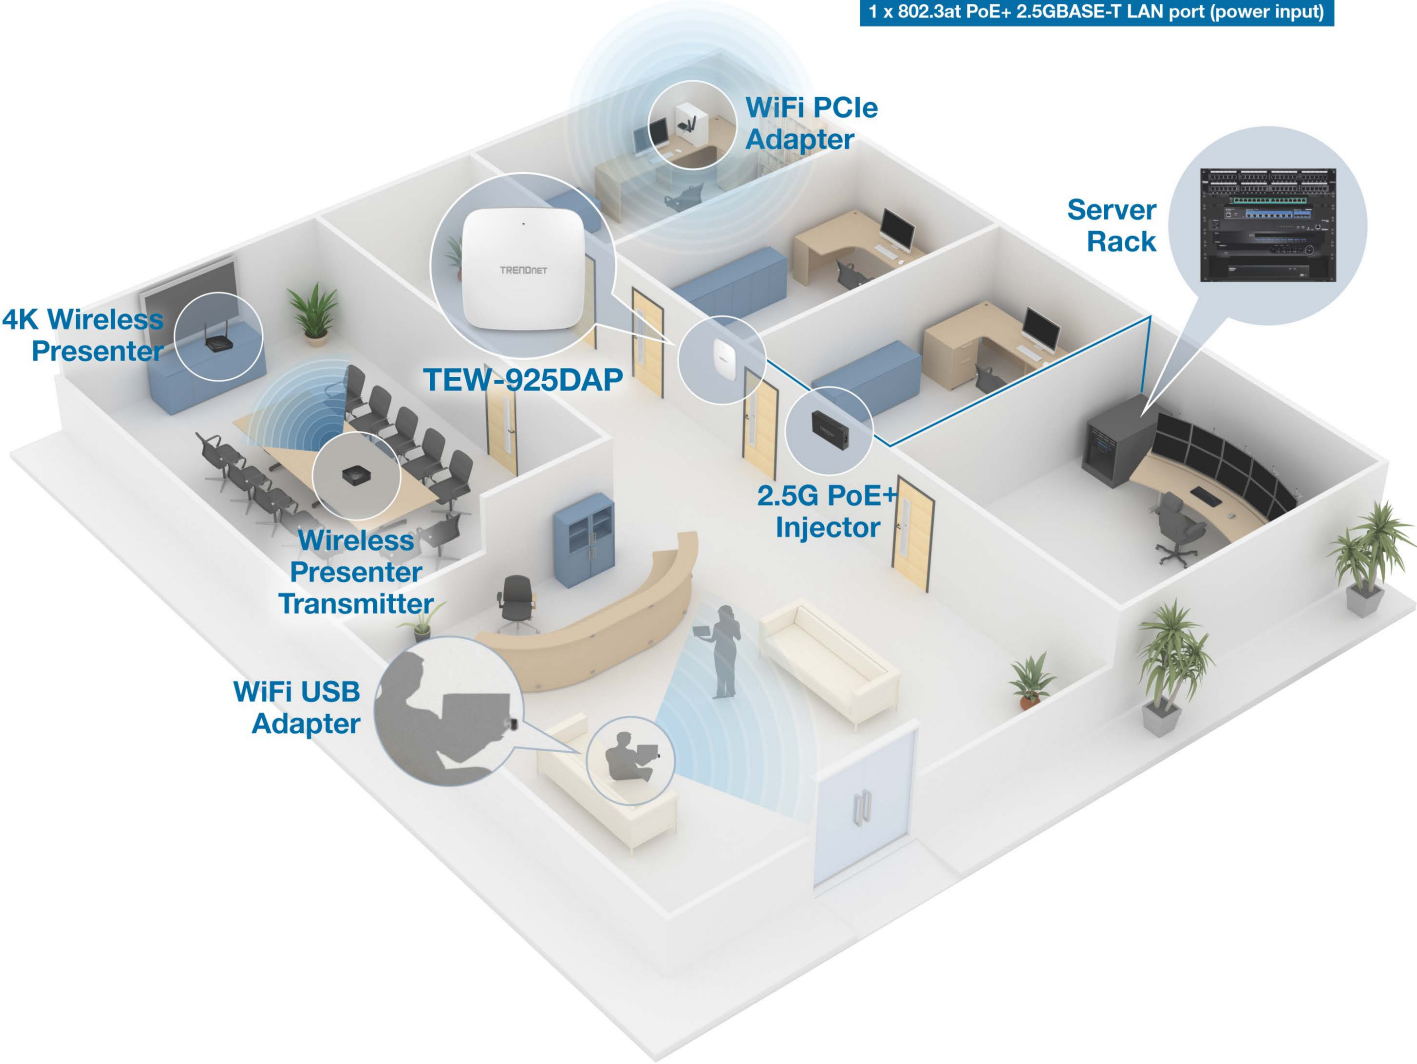 1 x 802.3at PoE+ 2.5GBASE-T LAN port (power input)
WiFi PCIe
Adapter
Server
Rack
TRENDNET
4K Wireless
Presenter
TEW-925DAP
2.5G PoE+
Injector
Wireless
Presenter
Transmitter
WiFi USB
Adapter